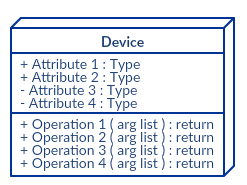 Device
+ Attribute 1 : Type
+ Attribute 2 : Type
- Attribute 3 : Type
- Attribute 4 : Type
+ Operation 1 ( arg list ) : return
+ Operation 2 ( arg list ) : return
+ Operation 3 ( arg list ) : return
+ Operation 4 ( arg list ) : return